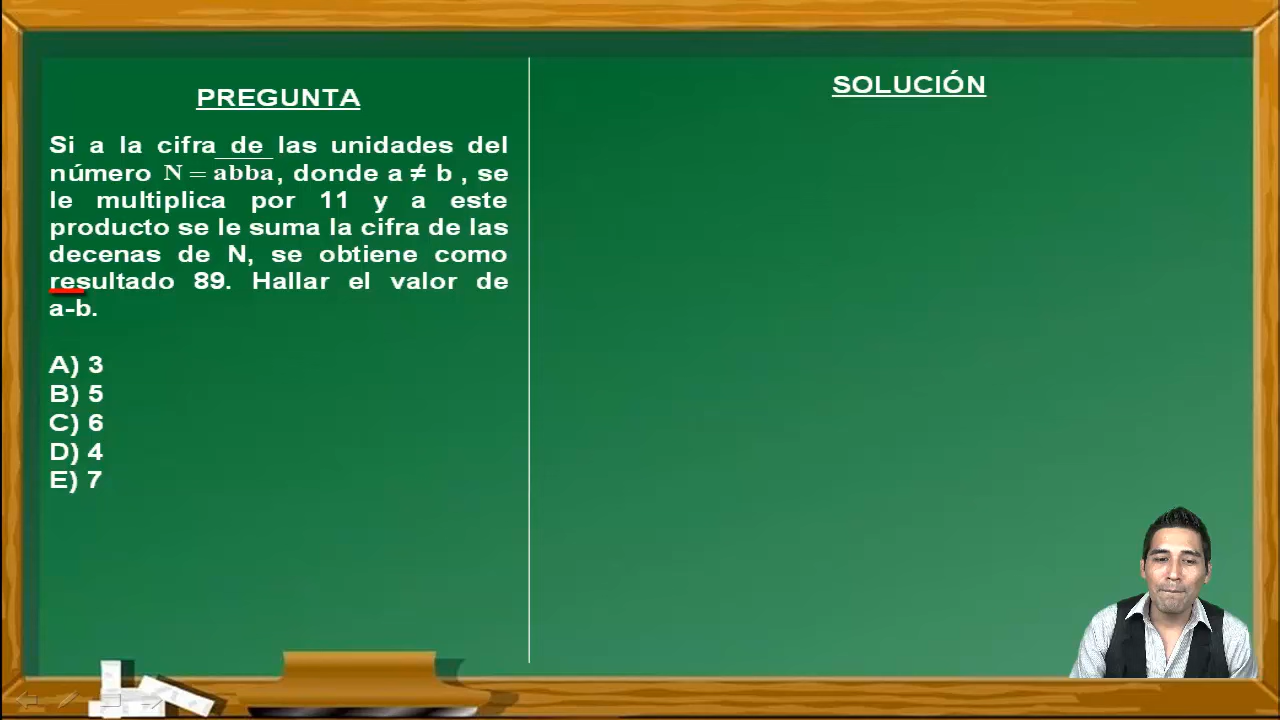 PREGUNTA
Si a la cifra de las unidades del
número N = abba, donde a ≠ b , se
le multiplica por 11 y a este
producto se le suma la cifra de las
decenas de N, se obtiene como
resultado 89. Hallar el valor de
a-b.
A) 3
B) 5
C) 6
D) 4
E) 7
SOLUCIÓN